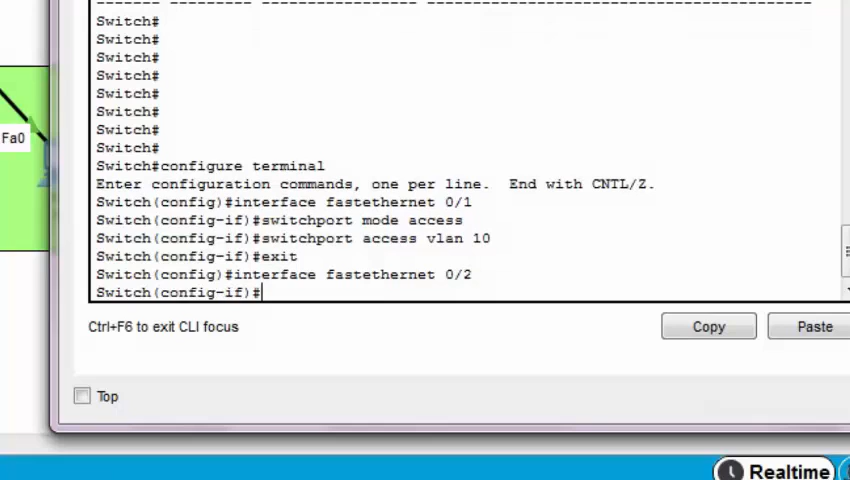 ------- --------- ---------------- ----------------------------------------
Switch#
Switch#
Switch#
Switch#
Switch#
Switch#
Switch#
Switch#
Switch#configure terminal
Enter configuration commands, one per line.  End with CNTL/Z.
Switch(config)#interface fastethernet 0/1
Switch(config-if)#switchport mode access
Switch(config-if)#switchport access vlan 10
Switch(config-if)#exit
Switch(config)#interface fastethernet 0/2
Switch(config-if)#
Fa0
Ctrl+F6 to exit CLI focus
Copy
Paste
Top
Realtime